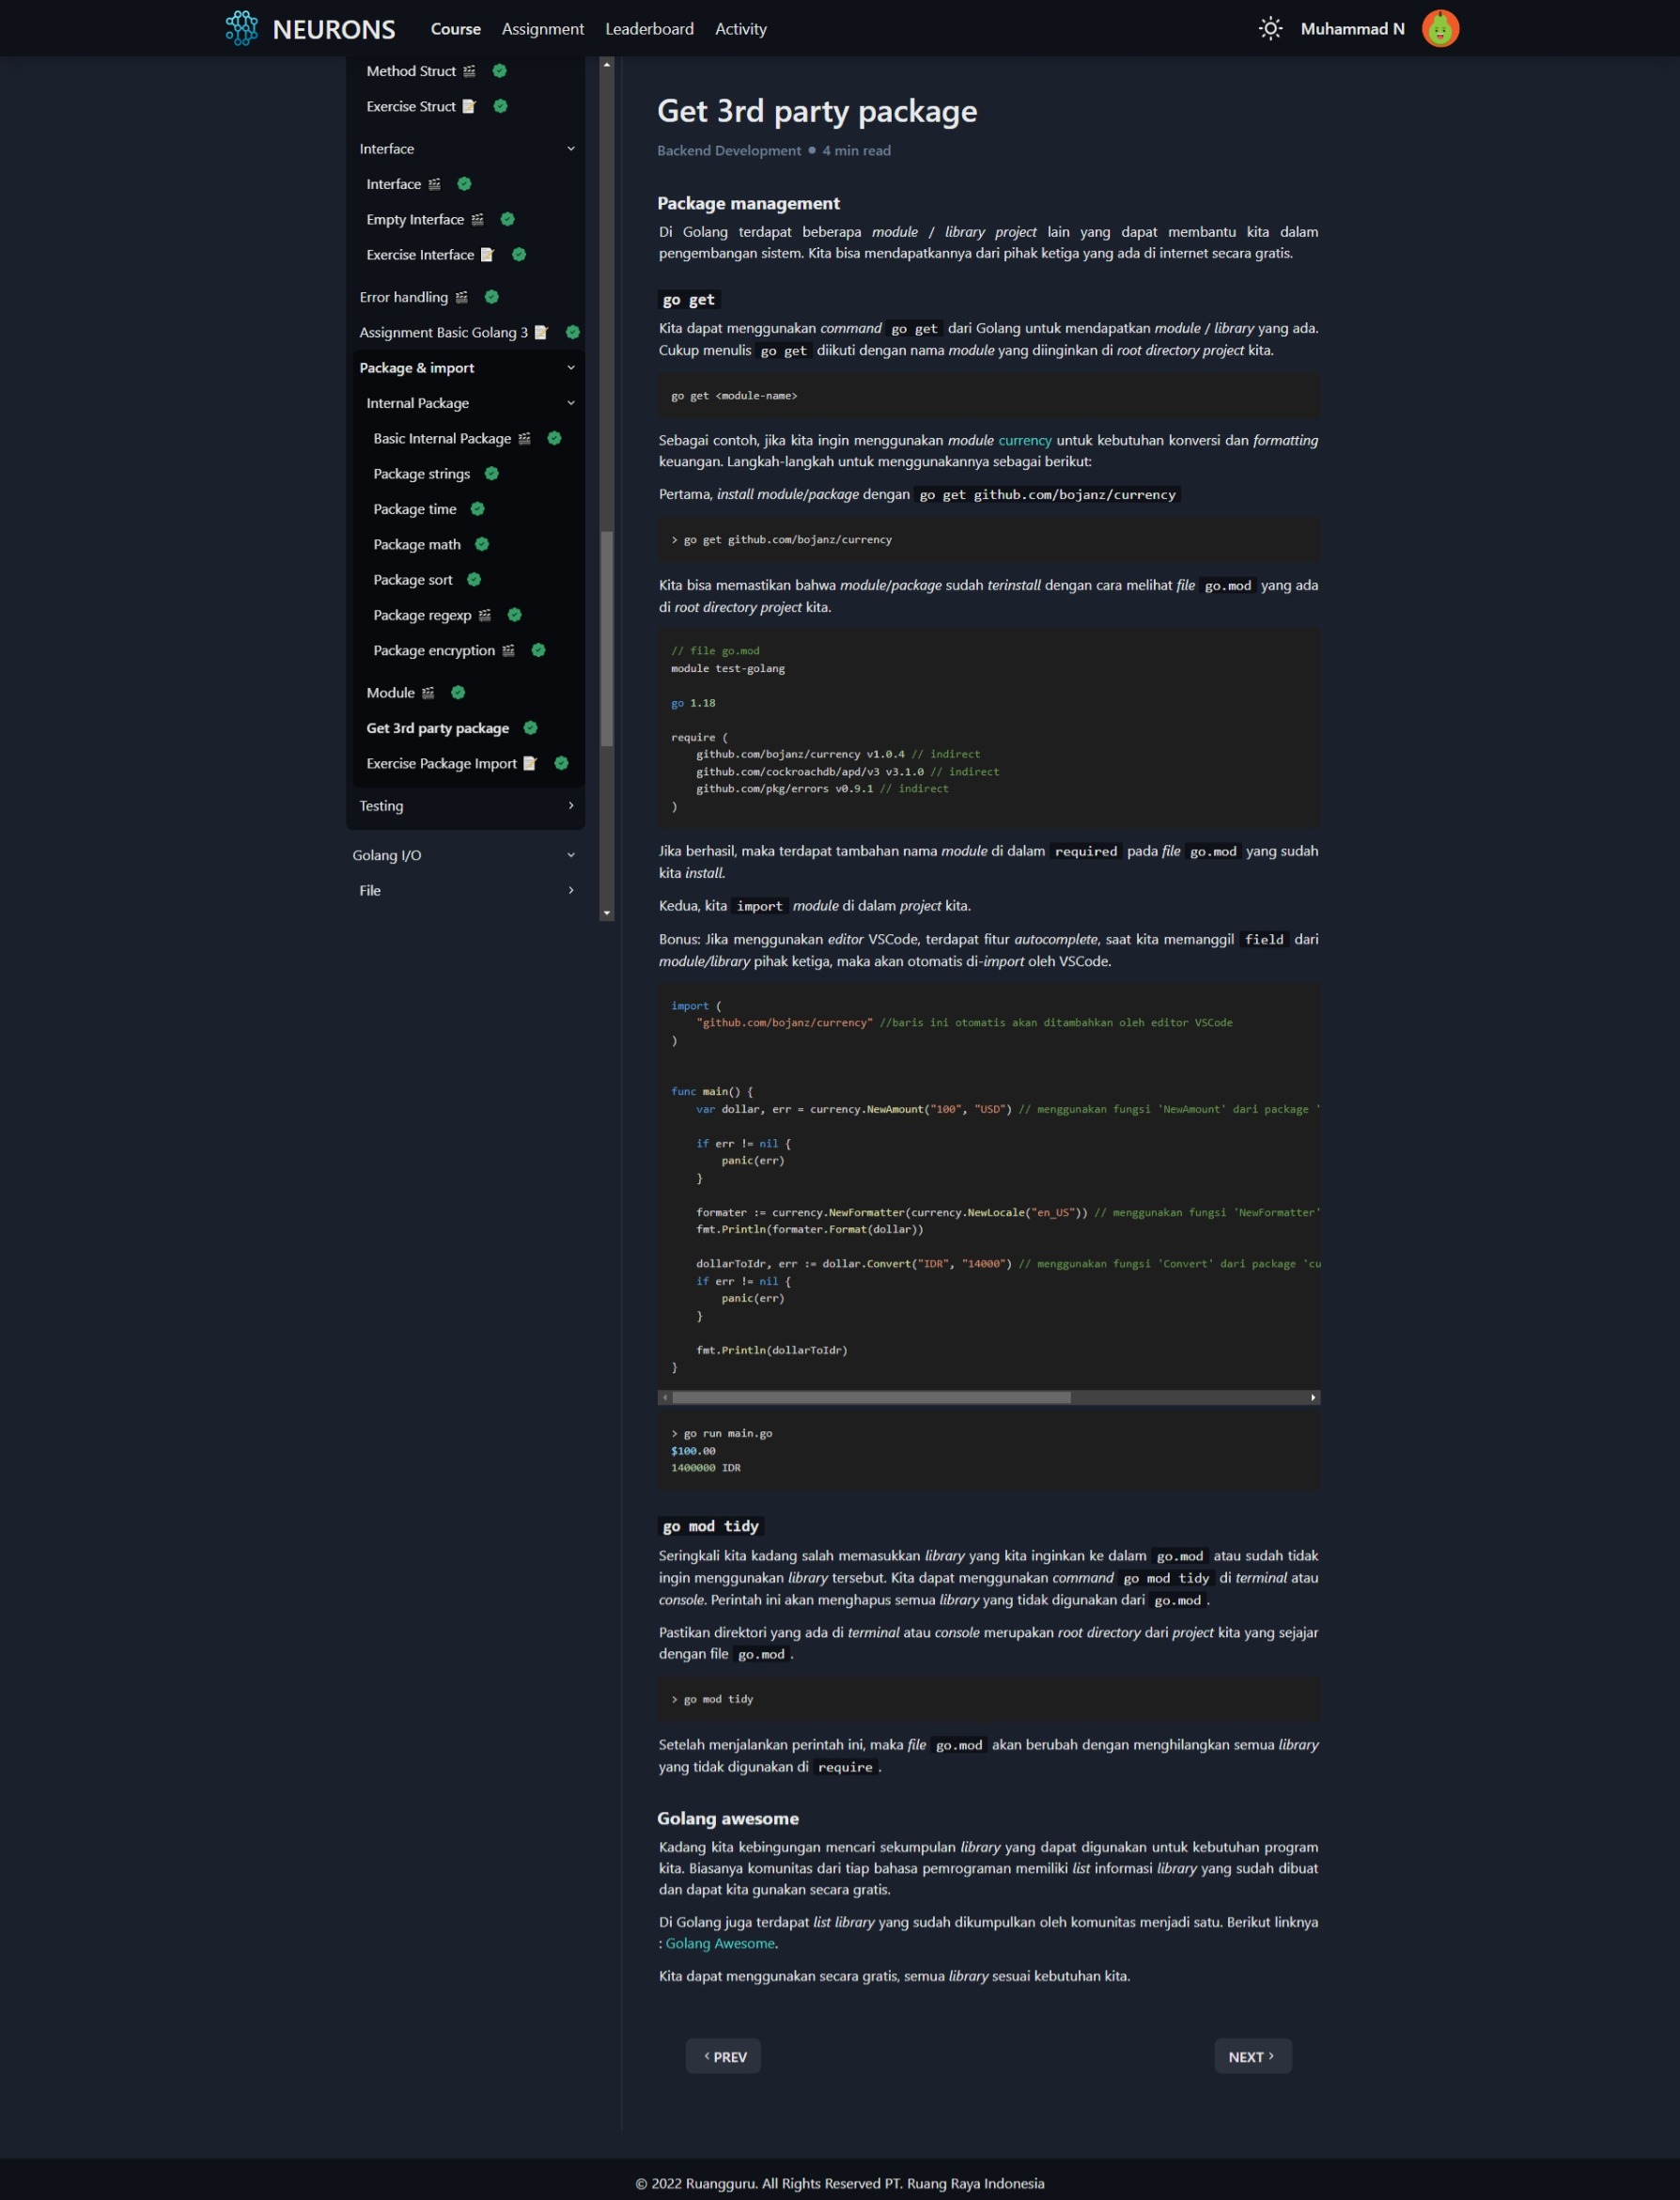 NEURONS Course Assignment Leaderboard Activity Muhammad N
Method Struct
Exercise Struct
Interface
Interface
Empty Interface
Exercise Interface
Error handling
Assignment Basic Golang 3
Package & import
Internal Package
Basic Internal Package
Package strings
Package time
Package math
Package sort
Package regexp
Package encryption
Module
Get 3rd party package
Exercise Package Import
Testing
Golang I/O
File
Get 3rd party package
Backend Development ● 4 min read
Package management
Di Golang terdapat beberapa module / library project lain yang dapat membantu kita dalam
pengembangan sistem. Kita bisa mendapatkannya dari pihak ketiga yang ada di internet secara gratis.
go get
Kita dapat menggunakan command go get dari Golang untuk mendapatkan module / library yang ada.
Cukup menulis go get diikuti dengan nama module yang diinginkan di root directory project kita.
go get <module-name>
Sebagai contoh, jika kita ingin menggunakan module currency untuk kebutuhan konversi dan formatting
keuangan. Langkah-langkah untuk menggunakannya sebagai berikut:
Pertama, install module/package dengan go get github.com/bojanz/currency
> go get github.com/bojanz/currency
Kita bisa memastikan bahwa module/package sudah terinstall dengan cara melihat file go.mod yang ada
di root directory project kita.
// file go.mod
module test-golang
go 1.18
require (
github.com/bojanz/currency v1.0.4 // indirect
github.com/cockroachdb/apd/v3 v3.1.0 // indirect
github.com/pkg/errors v0.9.1 // indirect
)
Jika berhasil, maka terdapat tambahan nama module di dalam required pada file go.mod yang sudah
kita install.
Kedua, kita import module di dalam project kita.
Bonus: Jika menggunakan editor VSCode, terdapat fitur autocomplete, saat kita memanggil field dari
module/library pihak ketiga, maka akan otomatis di-import oleh VSCode.
import (
"github.com/bojanz/currency" //baris ini otomatis akan ditambahkan oleh editor VSCode
)
func main() {
var dollar, err = currency.NewAmount("100", "USD") // menggunakan fungsi 'NewAmount' dari package '
if err != nil {
panic(err)
}
formater := currency.NewFormatter(currency.NewLocale("en_US")) // menggunakan fungsi 'NewFormatter'
fmt.Println(formater.Format(dollar))
dollarToIdr, err := dollar.Convert("IDR", "14000") // menggunakan fungsi 'Convert' dari package 'cu
if err != nil {
panic(err)
}
fmt.Println(dollarToIdr)
}
> go run main.go
$100.00
1400000 IDR
go mod tidy
Seringkali kita kadang salah memasukkan library yang kita inginkan ke dalam go.mod atau sudah tidak
ingin menggunakan library tersebut. Kita dapat menggunakan command go mod tidy di terminal atau
console. Perintah ini akan menghapus semua library yang tidak digunakan dari go.mod.
Pastikan direktori yang ada di terminal atau console merupakan root directory dari project kita yang sejajar
dengan file go.mod.
> go mod tidy
Setelah menjalankan perintah ini, maka file go.mod akan berubah dengan menghilangkan semua library
yang tidak digunakan di require.
Golang awesome
Kadang kita kebingungan mencari sekumpulan library yang dapat digunakan untuk kebutuhan program
kita. Biasanya komunitas dari tiap bahasa pemrograman memiliki list informasi library yang sudah dibuat
dan dapat kita gunakan secara gratis.
Di Golang juga terdapat list library yang sudah dikumpulkan oleh komunitas menjadi satu. Berikut linknya
: Golang Awesome.
Kita dapat menggunakan secara gratis, semua library sesuai kebutuhan kita.
PREV NEXT
© 2022 Ruangguru. All Rights Reserved PT. Ruang Raya Indonesia